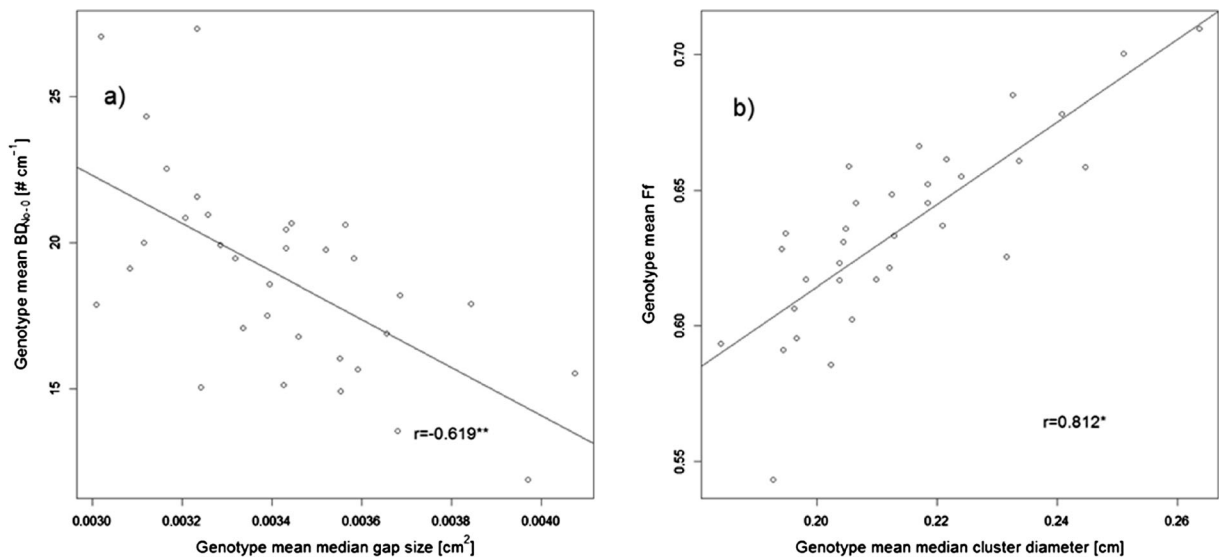 a)
Genotype mean BD_No-0 [# cm⁻¹]
25
20
15
r=-0.619**
0.0030 0.0032 0.0034 0.0036 0.0038 0.0040
Genotype mean median gap size [cm²]
b)
Genotype mean Ff
0.70
0.65
0.60
0.55
r=0.812*
0.20 0.22 0.24 0.26
Genotype mean median cluster diameter [cm]